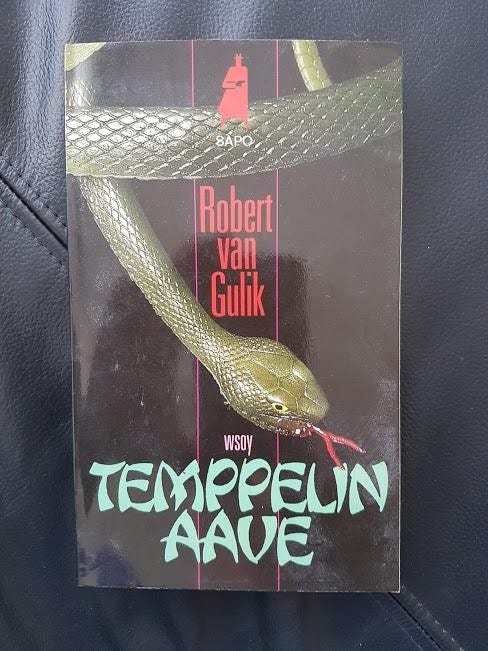 SAPO
Robert
van
Gulik
wsoy
TEMPPELIN
AAVE